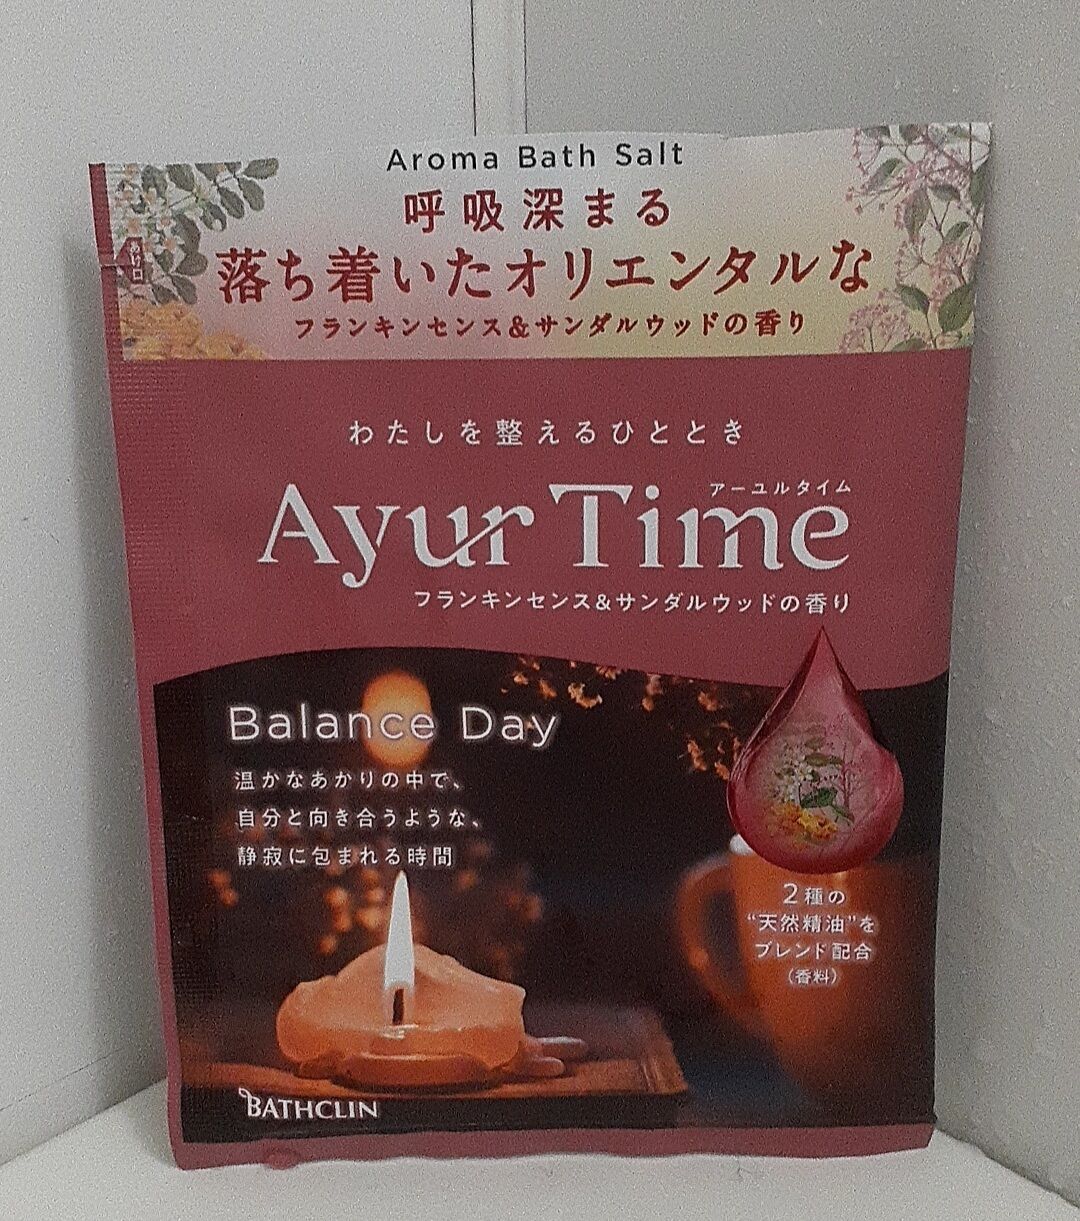 Aroma Bath Salt
呼吸深まる
あけ口
落ち着いたオリエンタルな
フランキンセンス&サンダルウッドの香り
わたしを整えるひととき
アーユルタイム
Ayur Time
フランキンセンス&サンダルウッドの香り
Balance Day
温かなあかりの中で、
自分と向き合うような、
静寂に包まれる時間
2種の
“天然精油”を
ブレンド配合
(香料)
BATHCLIN